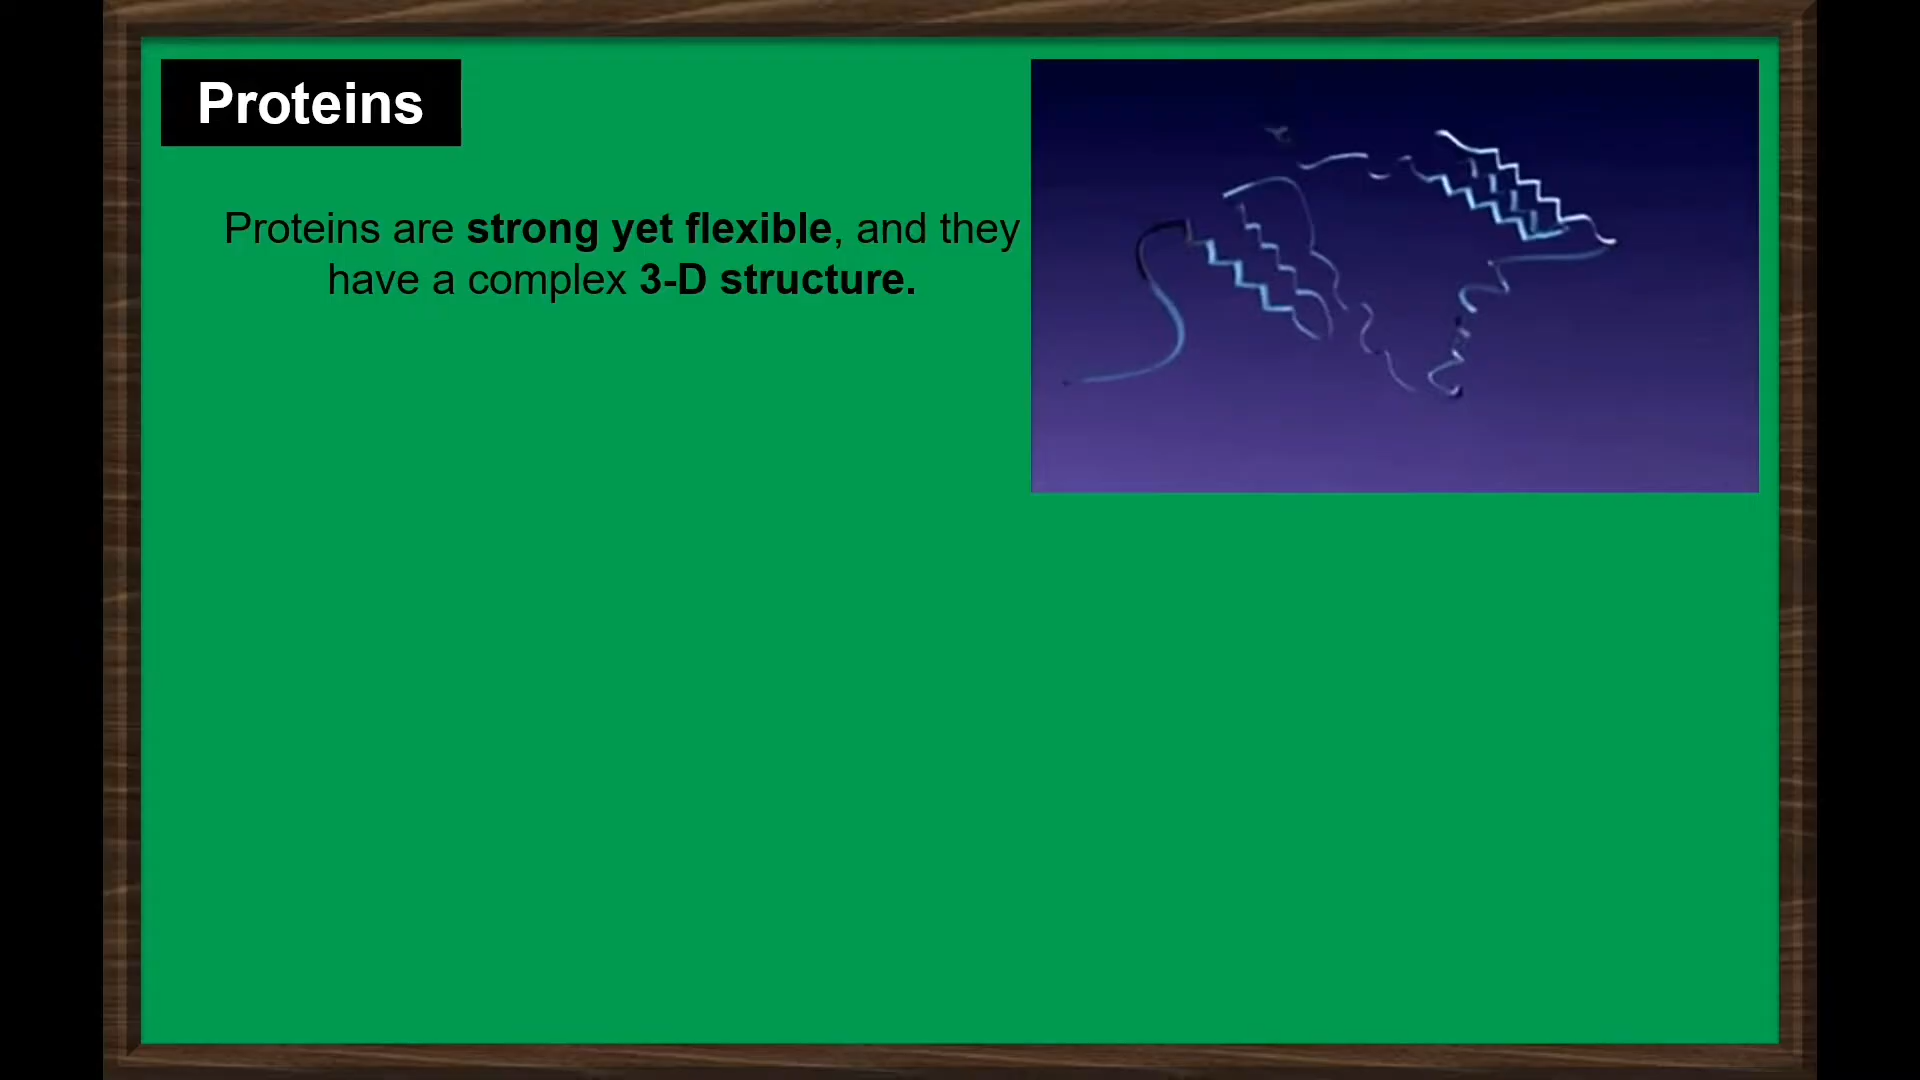 Proteins
Proteins are strong yet flexible, and they
have a complex 3-D structure.